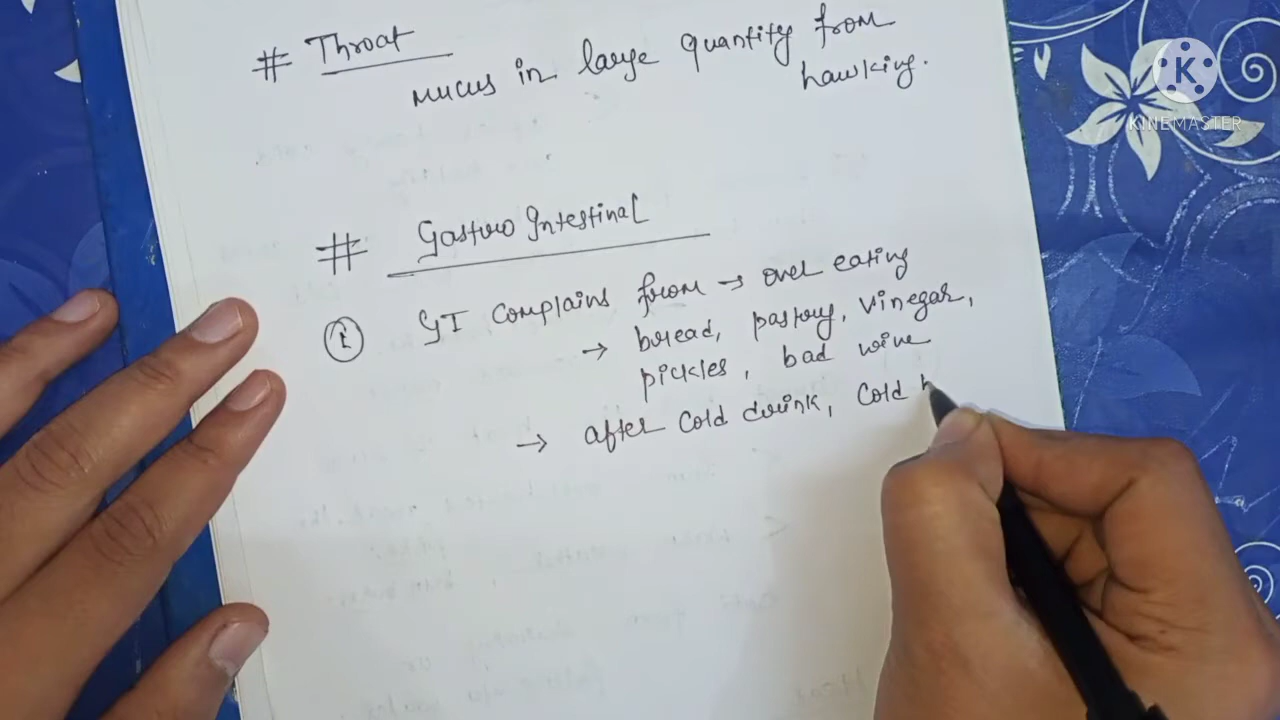 # Throat
mucus in large quantity from
hawking.
# Gastro Intestinal
1 GI complains from → over eating
→ bread, pastry, vinegar,
pickles, bad wine
→ after cold drink, cold
K
KINEMASTER